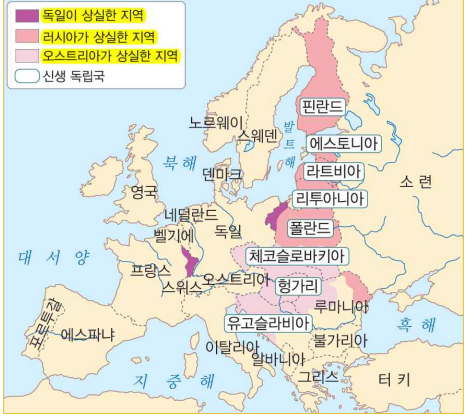 독일이 상실한 지역
러시아가 상실한 지역
오스트리아가 상실한 지역
신생 독립국
핀란드
노르웨이
스웨덴
발트해
에스토니아
북해
덴마크
라트비아
소련
영국
리투아니아
네덜란드
독일
폴란드
벨기에
대서양
체코슬로바키아
프랑스
오스트리아
스위스
헝가리
루마니아
포르투갈
에스파냐
유고슬라비아
흑해
불가리아
이탈리아
알바니아
그리스
터키
지중해